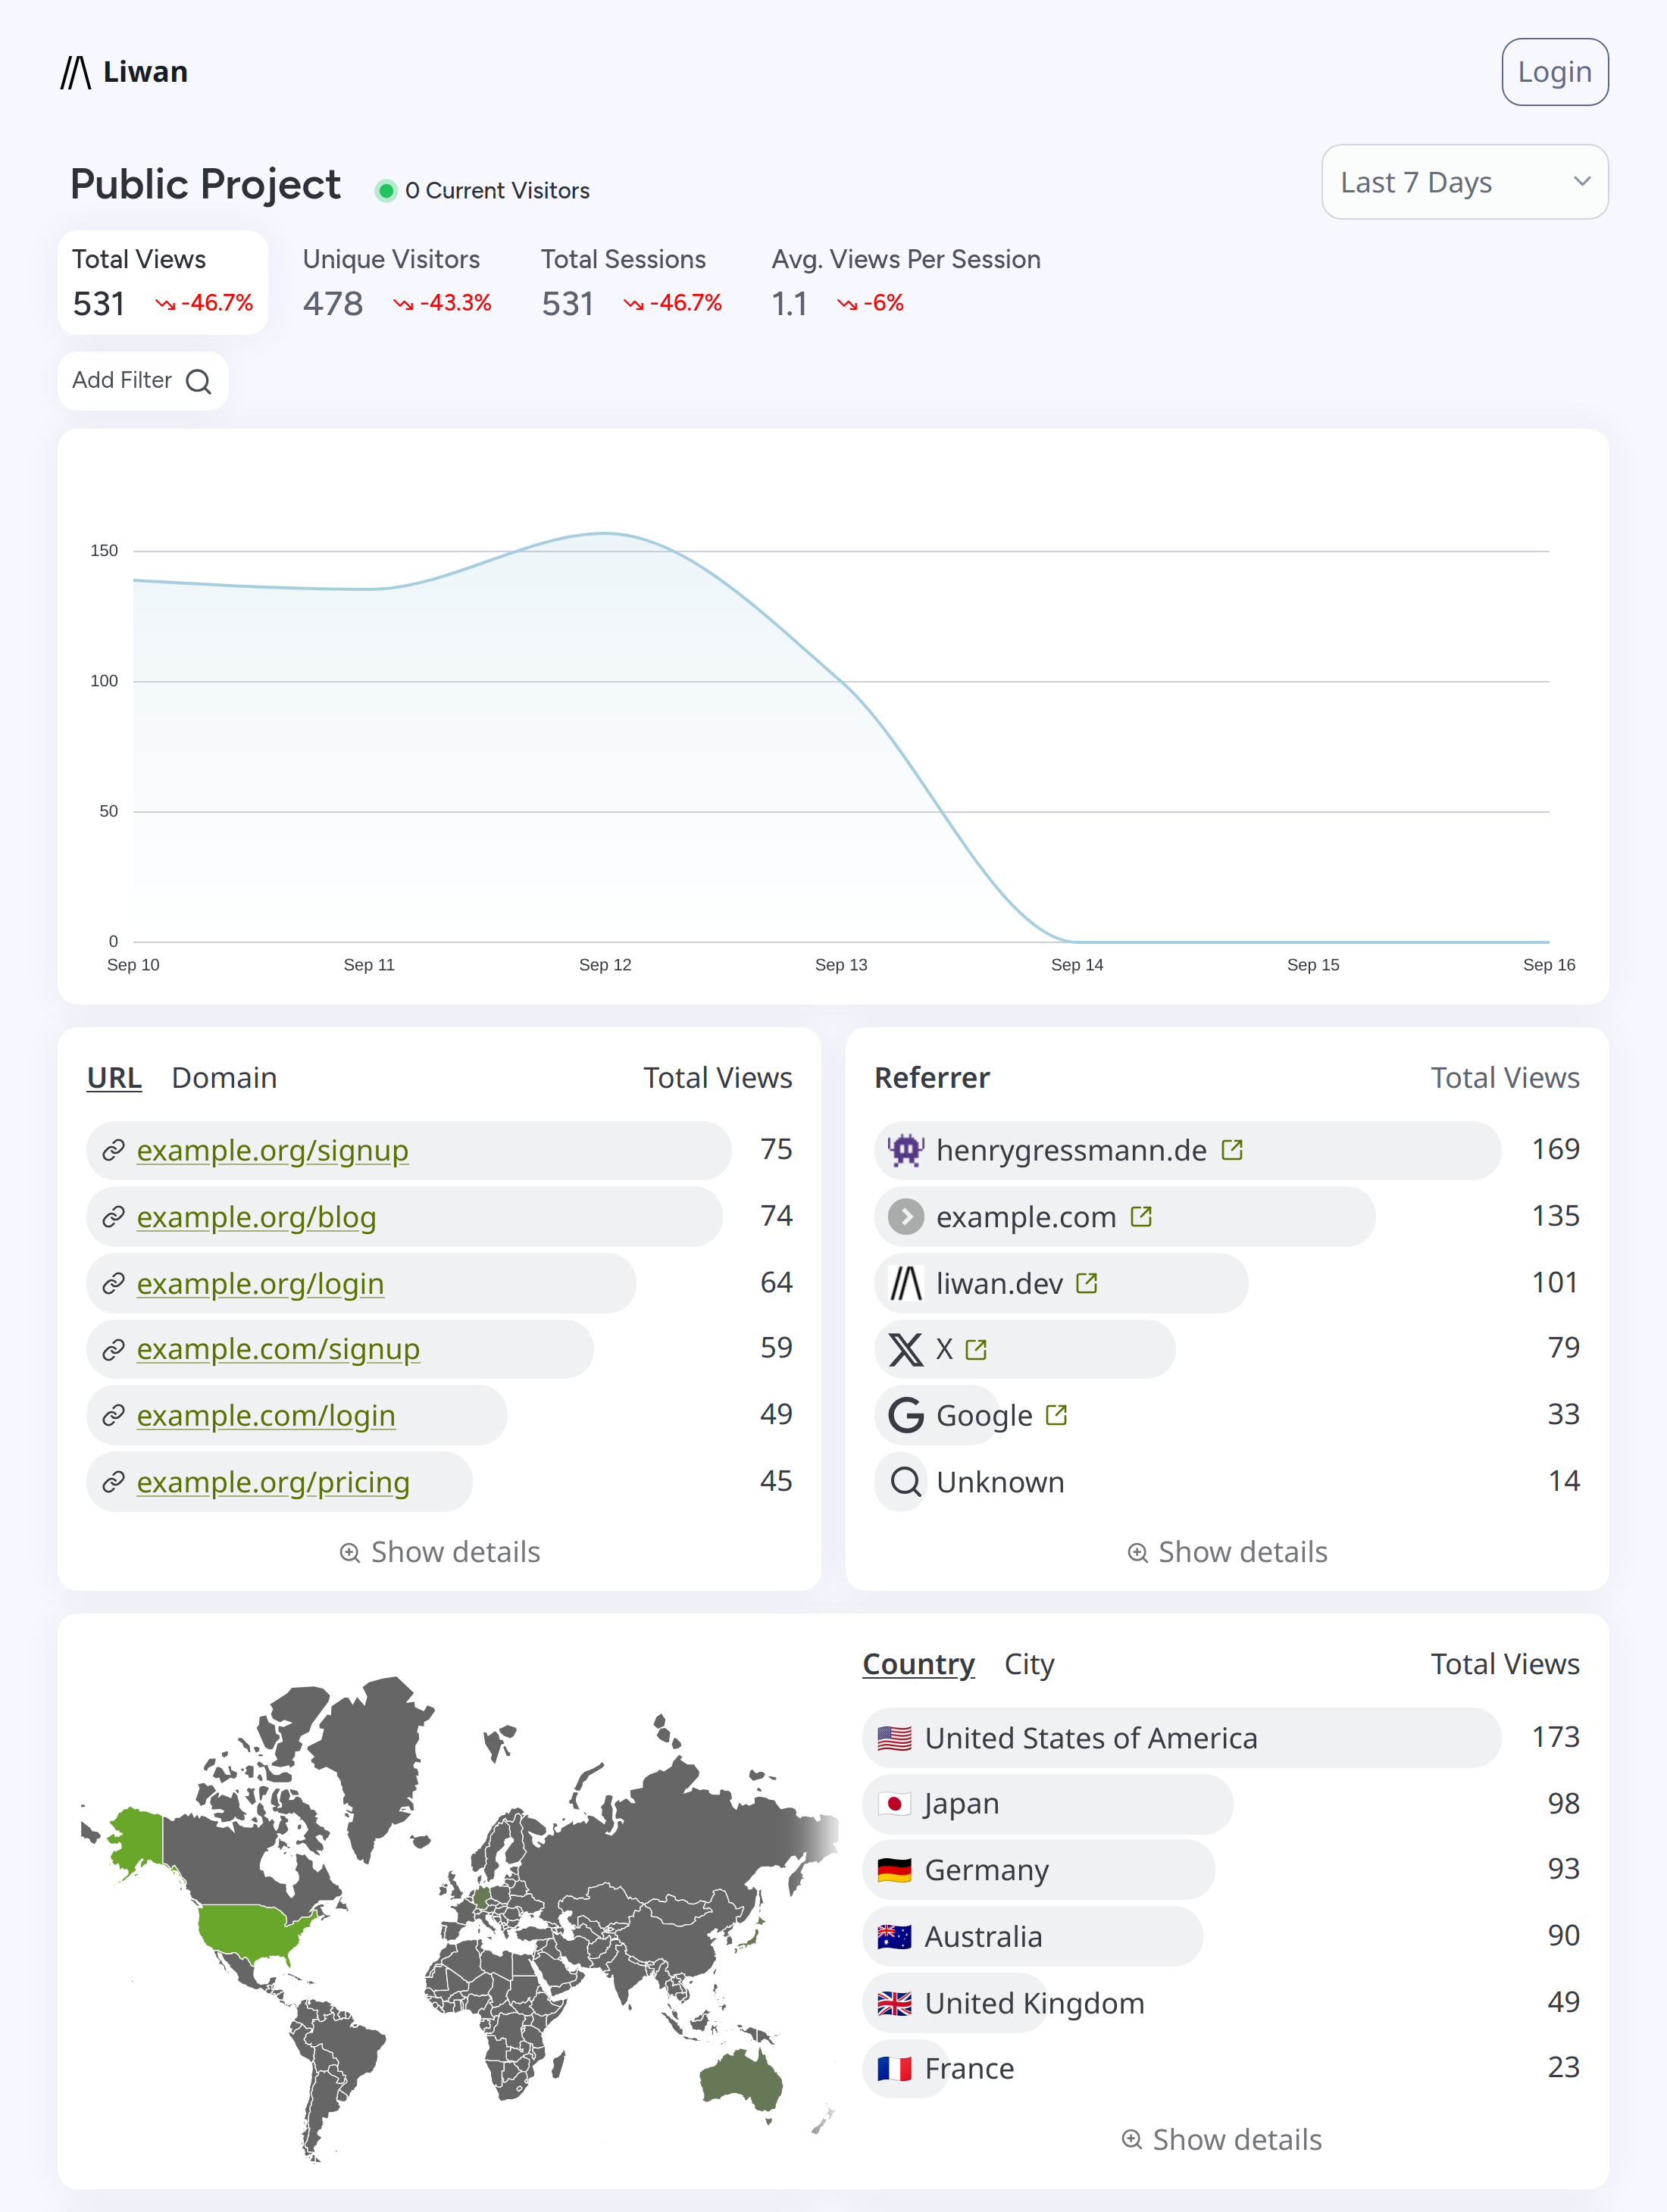 Liwan
Login
Public Project
0 Current Visitors
Last 7 Days
Total Views
531 -46.7%
Unique Visitors
478 -43.3%
Total Sessions
531 -46.7%
Avg. Views Per Session
1.1 -6%
Add Filter
150
100
50
0
Sep 10 Sep 11 Sep 12 Sep 13 Sep 14 Sep 15 Sep 16
URL Domain Total Views
example.org/signup 75
example.org/blog 74
example.org/login 64
example.com/signup 59
example.com/login 49
example.org/pricing 45
Show details
Referrer Total Views
henrygressmann.de 169
example.com 135
liwan.dev 101
X 79
Google 33
Unknown 14
Show details
Country City Total Views
United States of America 173
Japan 98
Germany 93
Australia 90
United Kingdom 49
France 23
Show details